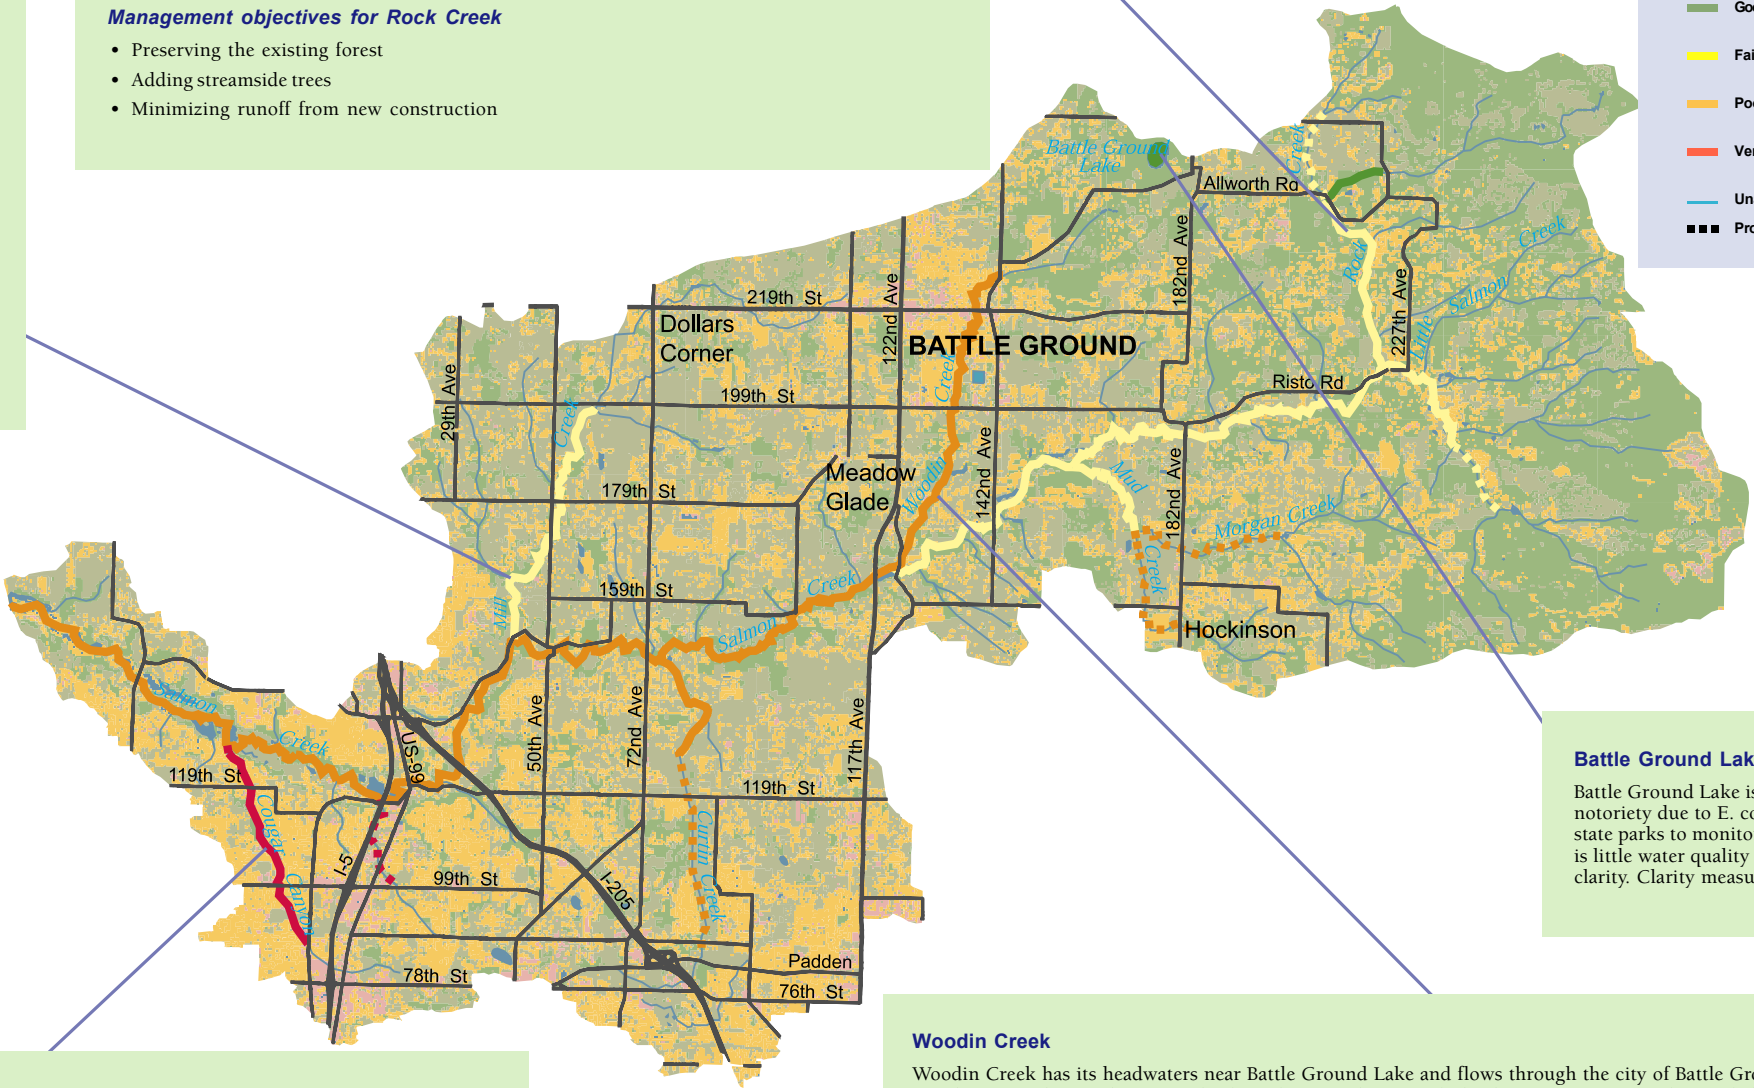 Management objectives for Rock Creek
• Preserving the existing forest
• Adding streamside trees
• Minimizing runoff from new construction
Battle Ground
Lake
Creek
Allworth Rd
182nd Ave
Rock
227th Ave
Creek
Salmon
Little
219th St
122nd Ave
Dollars
Corner
BATTLE GROUND
Creek
Risto Rd
29th Ave
199th St
Creek
Meadow
Glade
Woodin
142nd Ave
Mud
182nd Ave
Morgan Creek
179th St
Creek
159th St
Creek
Mill
Salmon
Hockinson
Salmon
Creek
US-99
50th Ave
72nd Ave
117th Ave
119th St
119th St
Cougar
Canyon
Curtin Creek
I-5
99th St
I-205
78th St
Padden
76th St
Battle Ground Lak
Battle Ground Lake is
notoriety due to E. co
state parks to monito
is little water quality
clarity. Clarity measu
Woodin Creek
Woodin Creek has its headwaters near Battle Ground Lake and flows through the city of Battle Gro
Goo
Fai
Poo
Ver
Un
Pro